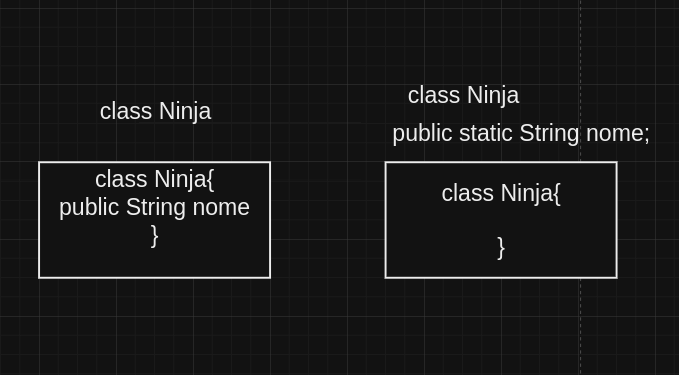 class Ninja
class Ninja{
public String nome
}
class Ninja
public static String nome;
class Ninja{
}